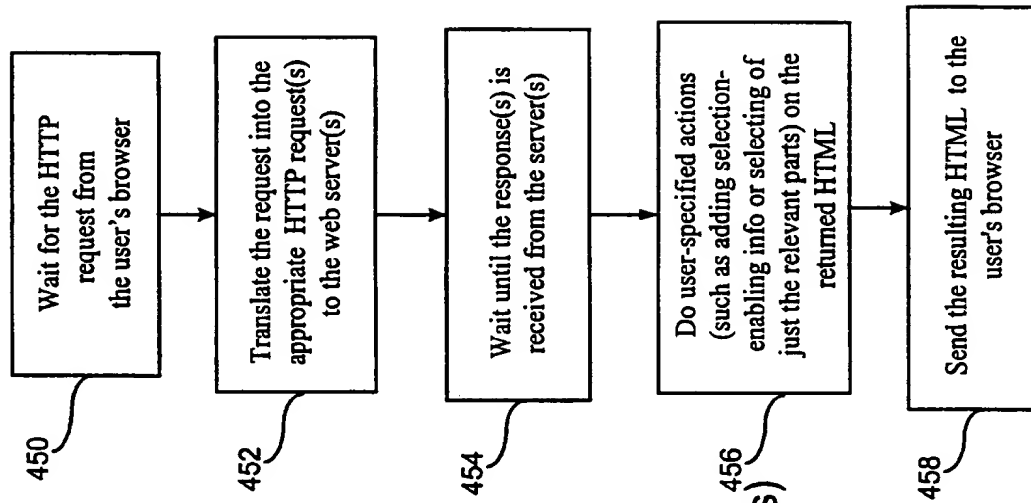 450
Wait for the HTTP
request from
the user's browser
452
Translate the request into the
appropriate HTTP request(s)
to the web server(s)
454
Wait until the response(s) is
received from the server(s)
456
Do user-specified actions
(such as adding selection-
enabling info or selecting of
just the relevant parts) on the
returned HTML
458
Send the resulting HTML to the
user's browser
s)